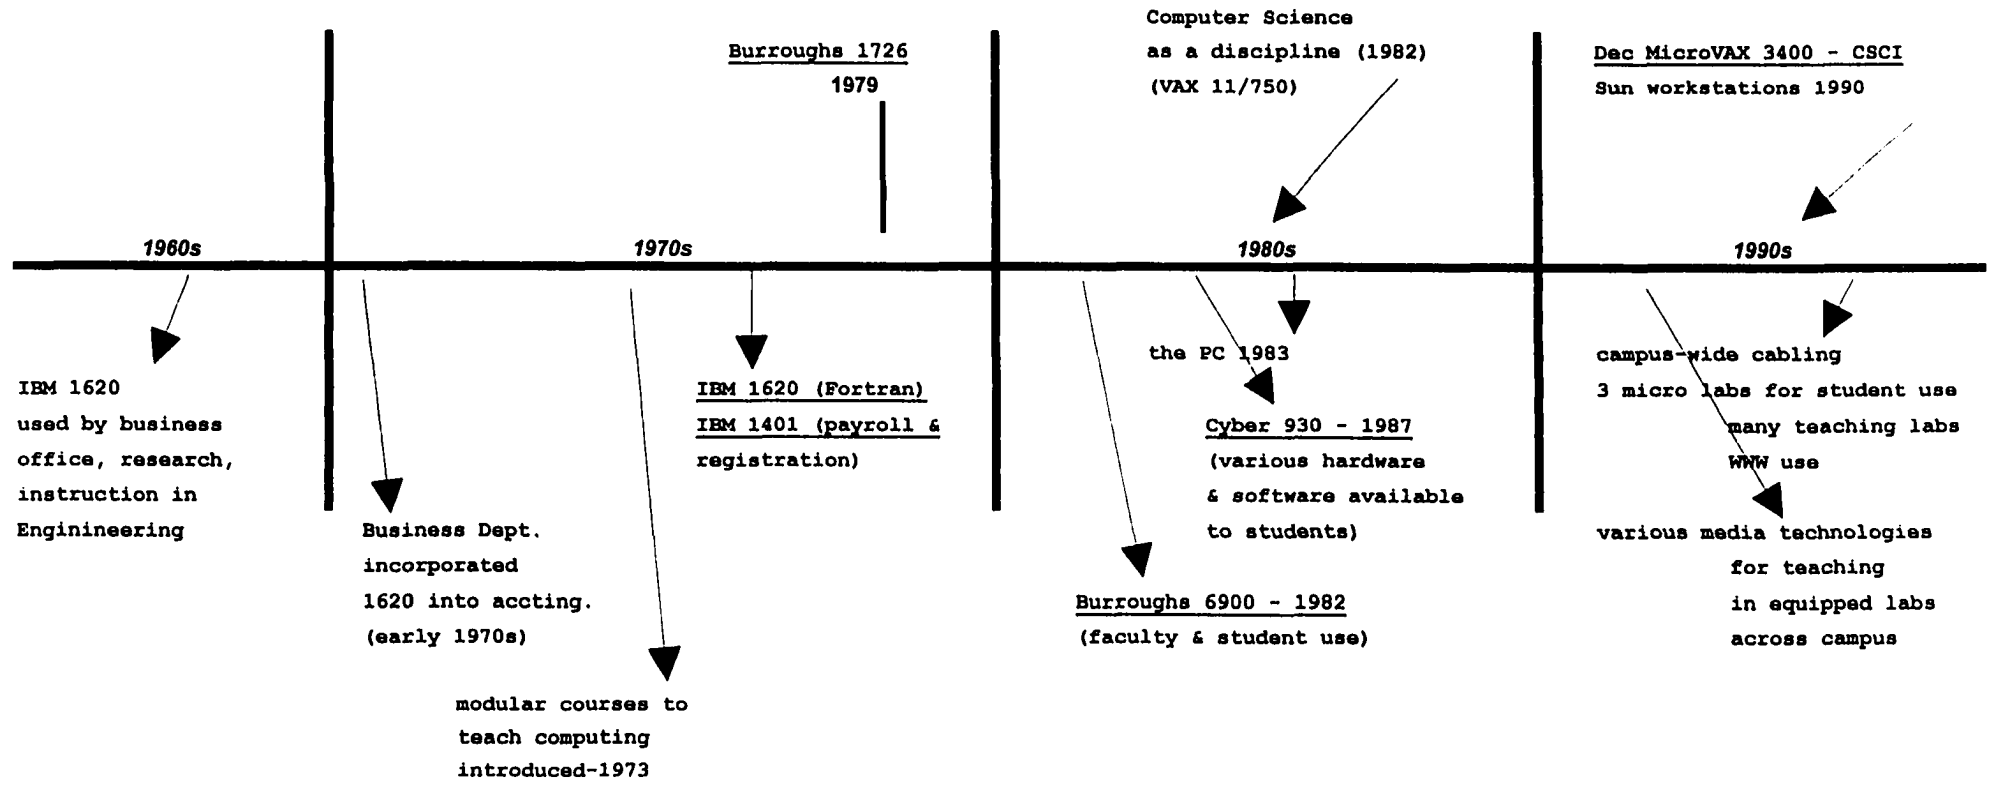 Burroughs 1726
1979
Computer Science
as a discipline (1982)
(VAX 11/750)
Dec MicroVAX 3400 - CSCI
Sun workstations 1990
1960s
1970s
1980s
1990s
IBM 1620
used by business
office, research,
instruction in
Enginineering
Business Dept.
incorporated
1620 into accting.
(early 1970s)
modular courses to
teach computing
introduced-1973
IBM 1620 (Fortran)
IBM 1401 (payroll &
registration)
the PC 1983
Cyber 930 - 1987
(various hardware
& software available
to students)
Burroughs 6900 - 1982
(faculty & student use)
campus-wide cabling
3 micro labs for student use
many teaching labs
WWW use
various media technologies
for teaching
in equipped labs
across campus